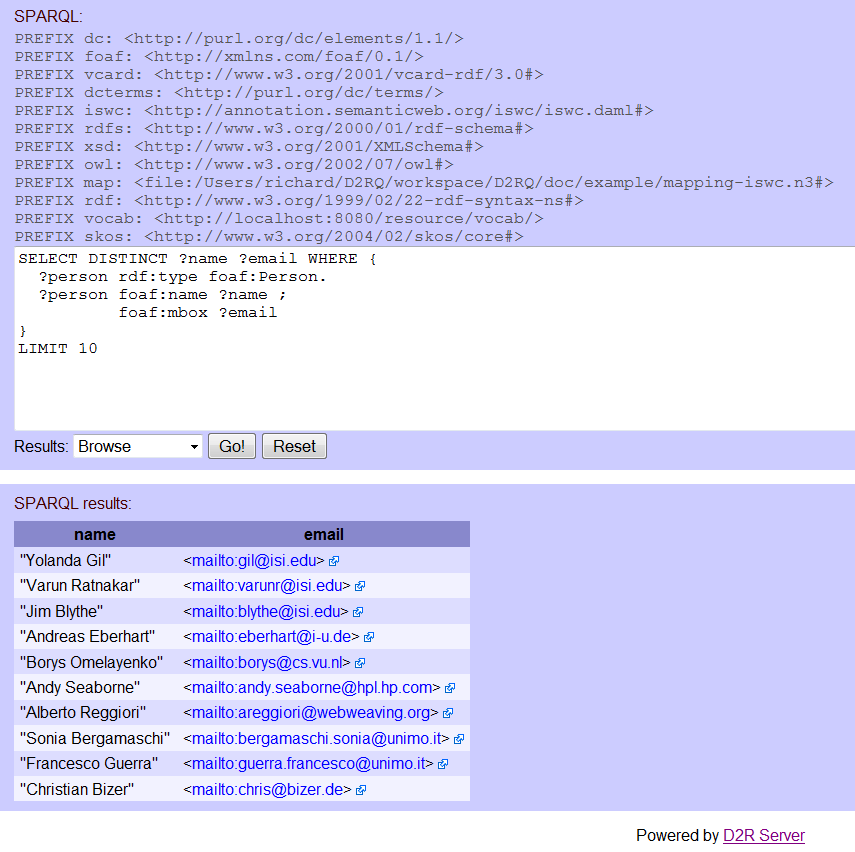 SPARQL:
PREFIX dc: <http://purl.org/dc/elements/1.1/>
PREFIX foaf: <http://xmlns.com/foaf/0.1/>
PREFIX vcard: <http://www.w3.org/2001/vcard-rdf/3.0#>
PREFIX dcterms: <http://purl.org/dc/terms/>
PREFIX iswc: <http://annotation.semanticweb.org/iswc/iswc.daml#>
PREFIX rdfs: <http://www.w3.org/2000/01/rdf-schema#>
PREFIX xsd: <http://www.w3.org/2001/XMLSchema#>
PREFIX owl: <http://www.w3.org/2002/07/owl#>
PREFIX map: <file:/Users/richard/D2RQ/workspace/D2RQ/doc/example/mapping-iswc.n3#>
PREFIX rdf: <http://www.w3.org/1999/02/22-rdf-syntax-ns#>
PREFIX vocab: <http://localhost:8080/resource/vocab/>
PREFIX skos: <http://www.w3.org/2004/02/skos/core#>
SELECT DISTINCT ?name ?email WHERE {
?person rdf:type foaf:Person.
?person foaf:name ?name ;
foaf:mbox ?email
}
LIMIT 10
Results: Browse Go! Reset
SPARQL results:
name email
"Yolanda Gil" <mailto:gil@isi.edu>
"Varun Ratnakar" <mailto:varunr@isi.edu>
"Jim Blythe" <mailto:blythe@isi.edu>
"Andreas Eberhart" <mailto:eberhart@i-u.de>
"Borys Omelayenko" <mailto:borys@cs.vu.nl>
"Andy Seaborne" <mailto:andy.seaborne@hpl.hp.com>
"Alberto Reggiori" <mailto:areggiori@webweaving.org>
"Sonia Bergamaschi" <mailto:bergamaschi.sonia@unimo.it>
"Francesco Guerra" <mailto:guerra.francesco@unimo.it>
"Christian Bizer" <mailto:chris@bizer.de>
Powered by D2R Server